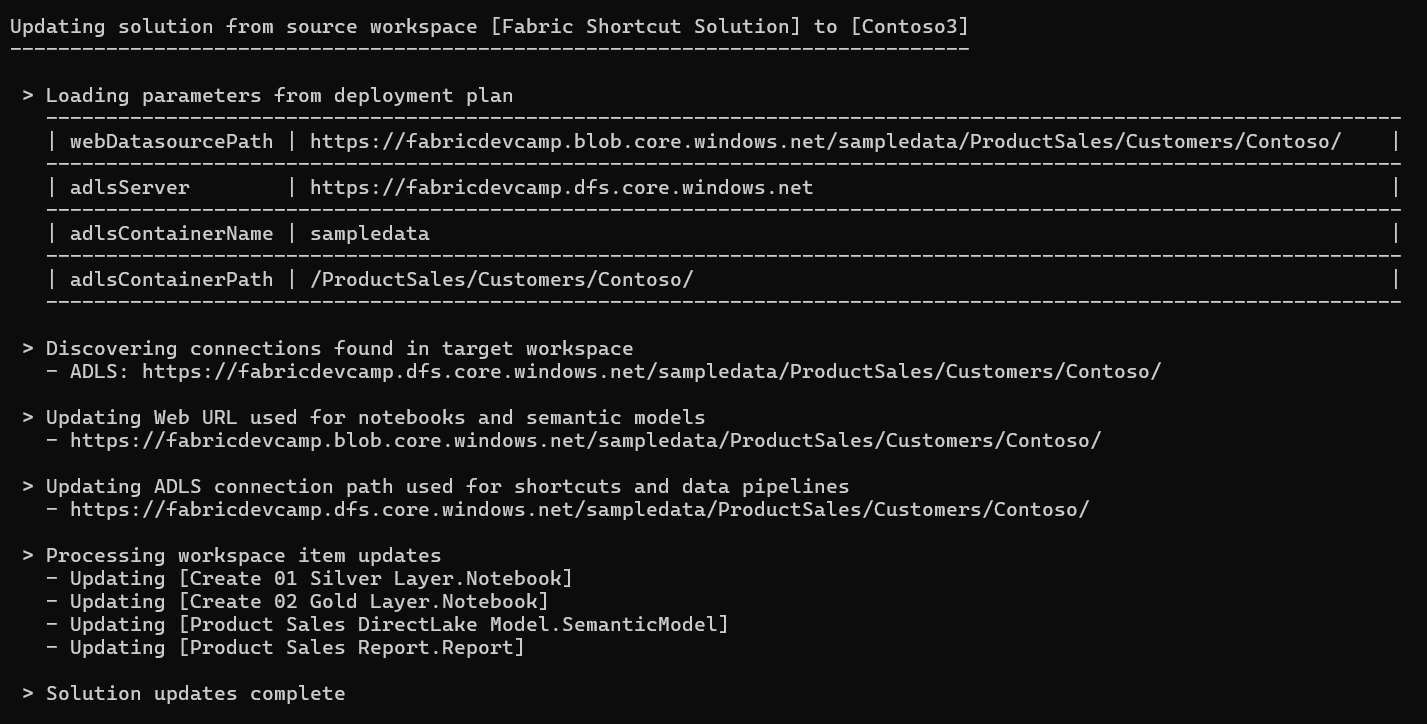 Updating solution from source workspace [Fabric Shortcut Solution] to [Contoso3]
--------------------------------------------------------------------------------

 > Loading parameters from deployment plan
   -----------------------------------------------------------------------------------------------------------------
   | webDatasourcePath | https://fabricdevcamp.blob.core.windows.net/sampledata/ProductSales/Customers/Contoso/    |
   -----------------------------------------------------------------------------------------------------------------
   | adlsServer        | https://fabricdevcamp.dfs.core.windows.net                                                |
   -----------------------------------------------------------------------------------------------------------------
   | adlsContainerName | sampledata                                                                                |
   -----------------------------------------------------------------------------------------------------------------
   | adlsContainerPath | /ProductSales/Customers/Contoso/                                                          |
   -----------------------------------------------------------------------------------------------------------------

 > Discovering connections found in target workspace
   - ADLS: https://fabricdevcamp.dfs.core.windows.net/sampledata/ProductSales/Customers/Contoso/

 > Updating Web URL used for notebooks and semantic models
   - https://fabricdevcamp.blob.core.windows.net/sampledata/ProductSales/Customers/Contoso/

 > Updating ADLS connection path used for shortcuts and data pipelines
   - https://fabricdevcamp.dfs.core.windows.net/sampledata/ProductSales/Customers/Contoso/

 > Processing workspace item updates
   - Updating [Create 01 Silver Layer.Notebook]
   - Updating [Create 02 Gold Layer.Notebook]
   - Updating [Product Sales DirectLake Model.SemanticModel]
   - Updating [Product Sales Report.Report]

 > Solution updates complete